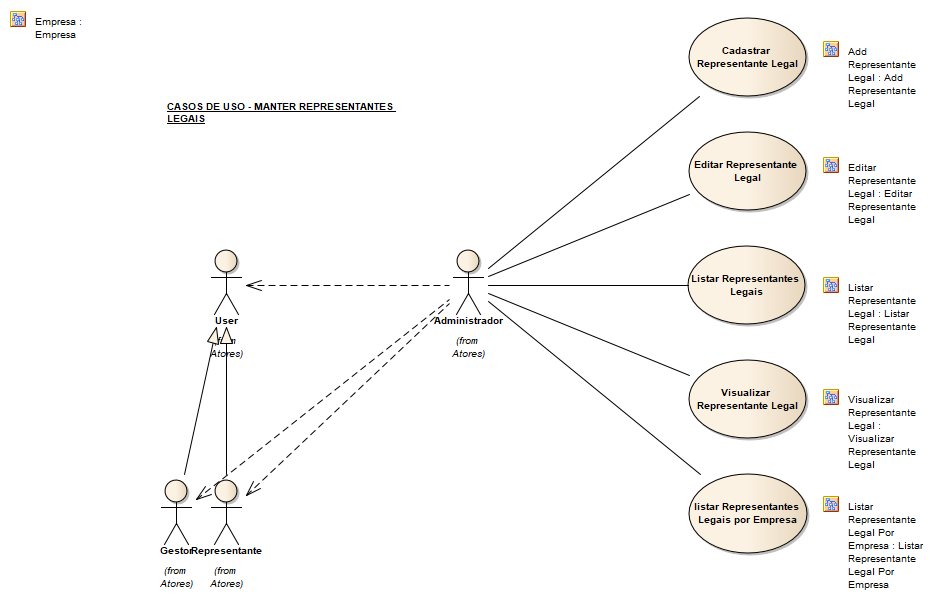 Empresa :
Empresa
CASOS DE USO - MANTER REPRESENTANTES
LEGAIS
Cadastrar
Representante Legal
Add
Representante
Legal : Add
Representante
Legal
Editar Representante
Legal
Editar
Representante
Legal : Editar
Representante
Legal
Listar Representantes
Legais
Listar
Representante
Legal : Listar
Representante
Legal
User
(from
Atores)
Administrador
(from
Atores)
Visualizar
Representante Legal
Visualizar
Representante
Legal :
Visualizar
Representante
Legal
listar Representantes
Legais por Empresa
Listar
Representante
Legal Por
Empresa : Listar
Representante
Legal Por
Empresa
Gestor
(from
Atores)
Representante
(from
Atores)